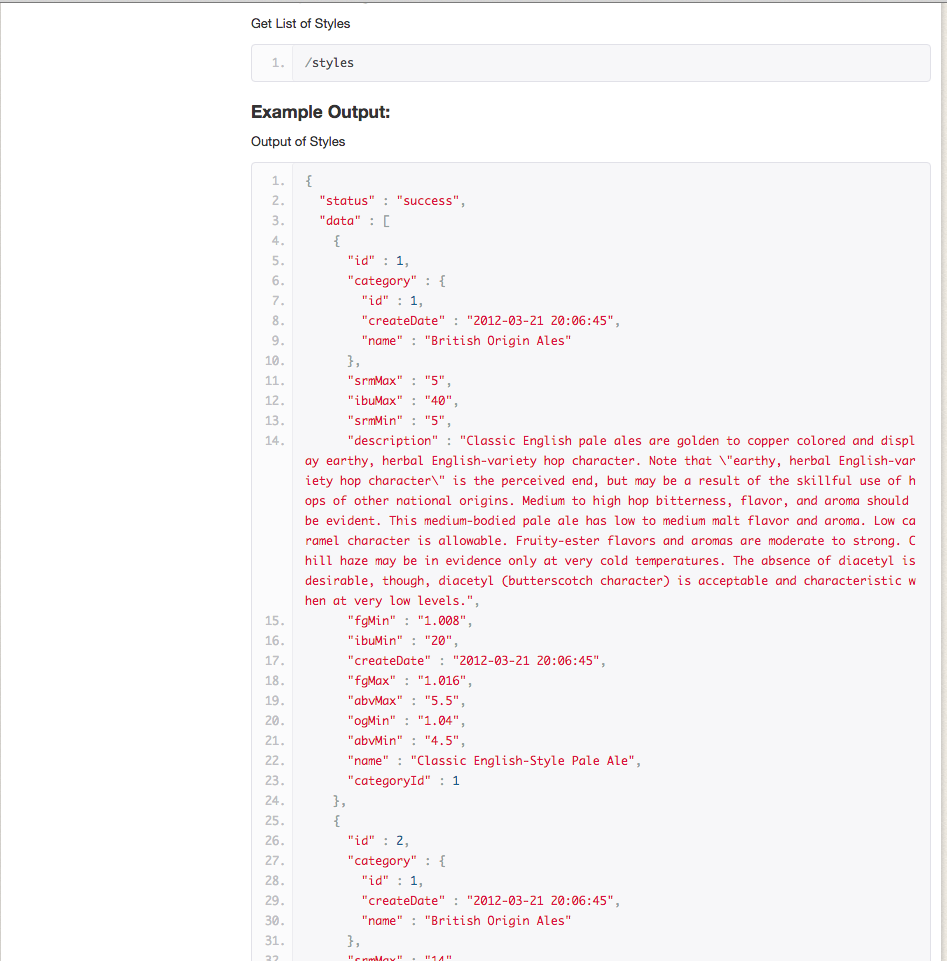 Get List of Styles
1. /styles
Example Output:
Output of Styles
1. {
2. "status" : "success",
3. "data" : [
4. {
5. "id" : 1,
6. "category" : {
7. "id" : 1,
8. "createDate" : "2012-03-21 20:06:45",
9. "name" : "British Origin Ales"
10. },
11. "srmMax" : "5",
12. "ibuMax" : "40",
13. "srmMin" : "5",
14. "description" : "Classic English pale ales are golden to copper colored and displ
ay earthy, herbal English-variety hop character. Note that \"earthy, herbal English-var
iety hop character\" is the perceived end, but may be a result of the skillful use of h
ops of other national origins. Medium to high hop bitterness, flavor, and aroma should
be evident. This medium-bodied pale ale has low to medium malt flavor and aroma. Low ca
ramel character is allowable. Fruity-ester flavors and aromas are moderate to strong. C
hill haze may be in evidence only at very cold temperatures. The absence of diacetyl is
desirable, though, diacetyl (butterscotch character) is acceptable and characteristic w
hen at very low levels.",
15. "fgMin" : "1.008",
16. "ibuMin" : "20",
17. "createDate" : "2012-03-21 20:06:45",
18. "fgMax" : "1.016",
19. "abvMax" : "5.5",
20. "ogMin" : "1.04",
21. "abvMin" : "4.5",
22. "name" : "Classic English-Style Pale Ale",
23. "categoryId" : 1
24. },
25. {
26. "id" : 2,
27. "category" : {
28. "id" : 1,
29. "createDate" : "2012-03-21 20:06:45",
30. "name" : "British Origin Ales"
31. },
32. "srmMax" : "14"